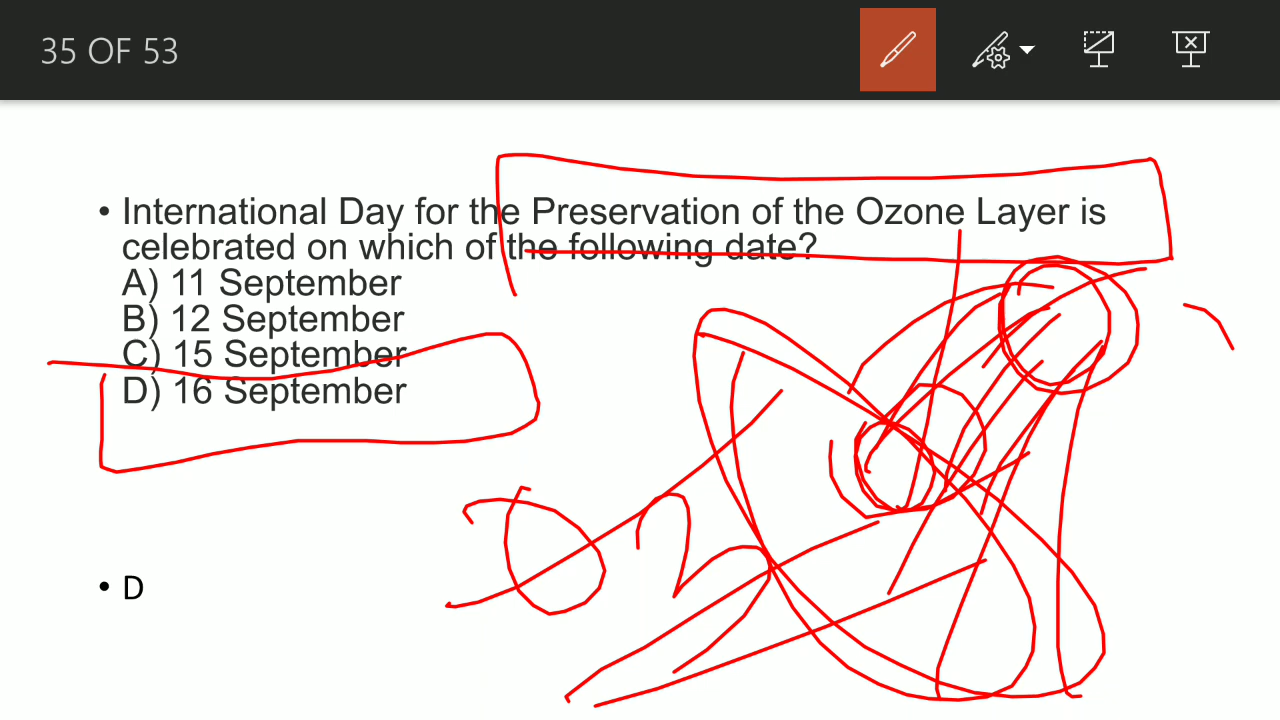 35 OF 53
• International Day for the Preservation of the Ozone Layer is
celebrated on which of the following date?
A) 11 September
B) 12 September
C) 15 September
D) 16 September
• D